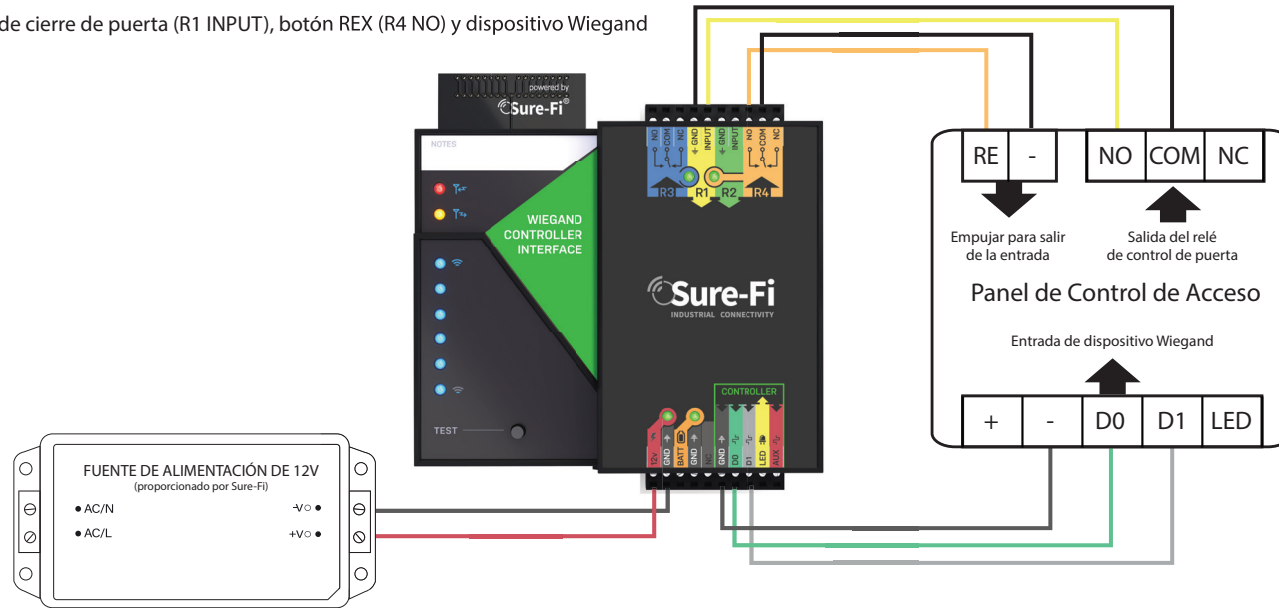 de cierre de puerta (R1 INPUT), botón REX (R4 NO) y dispositivo Wiegand
powered by
Sure-Fi®
NOTES
WIEGAND
CONTROLLER
INTERFACE
TEST
NO COM NC GND INPUT GND INPUT NO COM NC
R3 R1 R2 R4
Sure-Fi
INDUSTRIAL CONNECTIVITY
CONTROLLER
12v GND BATT GND NC GND D0 D1 LED AUX
RE - NO COM NC
Empujar para salir
de la entrada
Salida del relé
de control de puerta
Panel de Control de Acceso
Entrada de dispositivo Wiegand
+ - D0 D1 LED
FUENTE DE ALIMENTACIÓN DE 12V
(proporcionado por Sure-Fi)
AC/N -V
AC/L +V